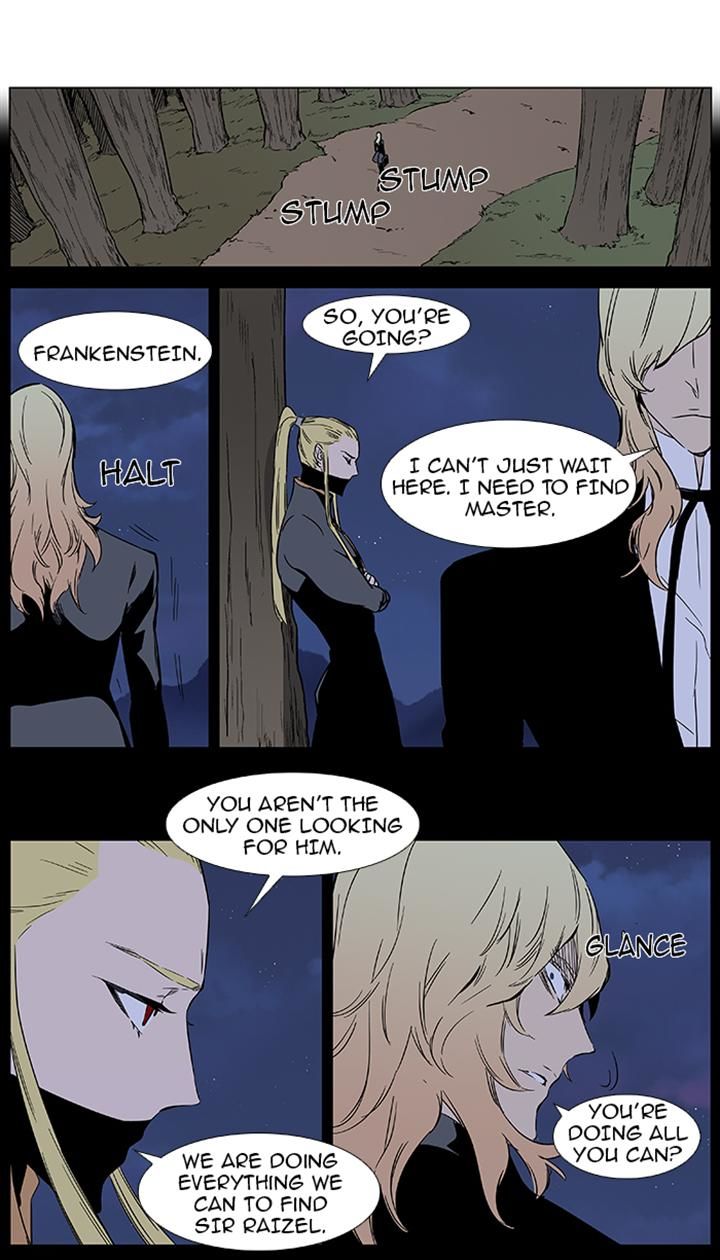 STUMP
STUMP
FRANKENSTEIN.
HALT
SO, YOU'RE
GOING?
I CAN'T JUST WAIT
HERE. I NEED TO FIND
MASTER.
YOU AREN'T THE
ONLY ONE LOOKING
FOR HIM.
GLANCE
WE ARE DOING
EVERYTHING WE
CAN TO FIND
SIR RAIZEL.
YOU'RE
DOING ALL
YOU CAN?